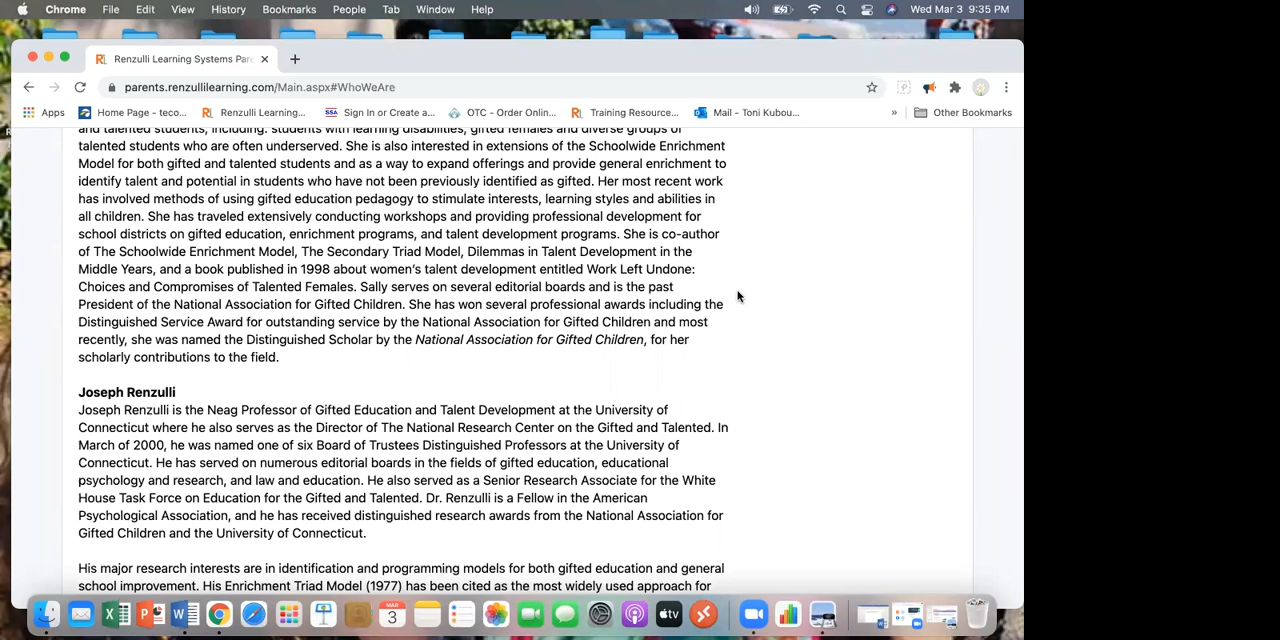 Chrome File Edit View History Bookmarks People Tab Window Help Wed Mar 3 9:35 PM
Renzulli Learning Systems Par
parents.renzullilearning.com/Main.aspx#WhoWeAre
Apps Home Page - teco... Renzulli Learning... SSA Sign In or Create a... OTC - Order Onlin... Training Resource... Mail - Toni Kubou... » Other Bookmarks
and talented students, including: students with learning disabilities, gifted females and diverse groups of
talented students who are often underserved. She is also interested in extensions of the Schoolwide Enrichment
Model for both gifted and talented students and as a way to expand offerings and provide general enrichment to
identify talent and potential in students who have not been previously identified as gifted. Her most recent work
has involved methods of using gifted education pedagogy to stimulate interests, learning styles and abilities in
all children. She has traveled extensively conducting workshops and providing professional development for
school districts on gifted education, enrichment programs, and talent development programs. She is co-author
of The Schoolwide Enrichment Model, The Secondary Triad Model, Dilemmas in Talent Development in the
Middle Years, and a book published in 1998 about women's talent development entitled Work Left Undone:
Choices and Compromises of Talented Females. Sally serves on several editorial boards and is the past
President of the National Association for Gifted Children. She has won several professional awards including the
Distinguished Service Award for outstanding service by the National Association for Gifted Children and most
recently, she was named the Distinguished Scholar by the National Association for Gifted Children, for her
scholarly contributions to the field.
Joseph Renzulli
Joseph Renzulli is the Neag Professor of Gifted Education and Talent Development at the University of
Connecticut where he also serves as the Director of The National Research Center on the Gifted and Talented. In
March of 2000, he was named one of six Board of Trustees Distinguished Professors at the University of
Connecticut. He has served on numerous editorial boards in the fields of gifted education, educational
psychology and research, and law and education. He also served as a Senior Research Associate for the White
House Task Force on Education for the Gifted and Talented. Dr. Renzulli is a Fellow in the American
Psychological Association, and he has received distinguished research awards from the National Association for
Gifted Children and the University of Connecticut.
His major research interests are in identification and programming models for both gifted education and general
school improvement. His Enrichment Triad Model (1977) has been cited as the most widely used approach for
MAR
3
tv